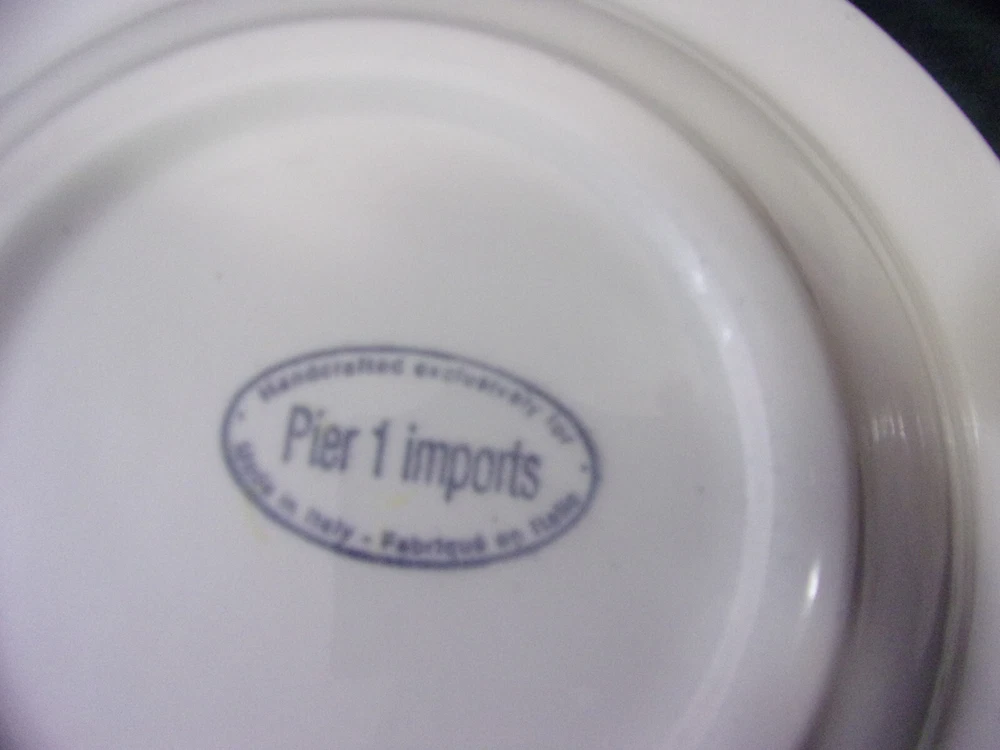 Handcrafted exclusively for
Pier 1 imports
Made in Italy - Fabriqué en Italie